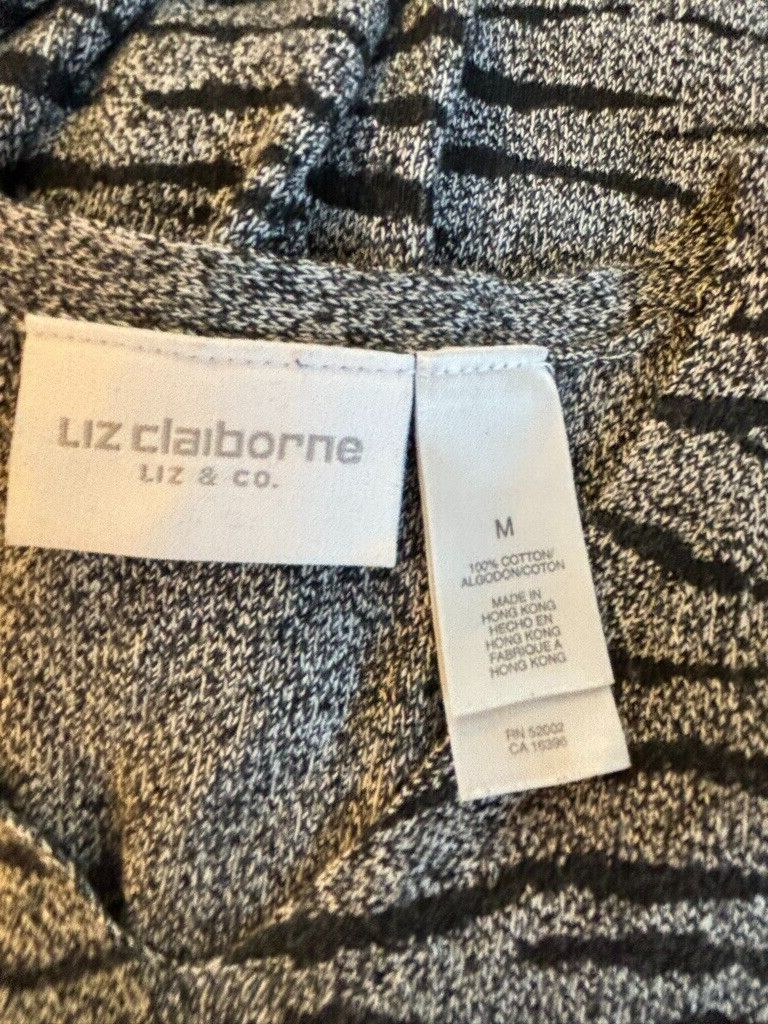 LIZ claiborne
LIZ & CO.
M
100% COTTON/
ALGODON/COTON
MADE IN
HONG KONG
HECHO EN
HONG KONG
FABRIQUE A
HONG KONG
RN 52002
CA 15396